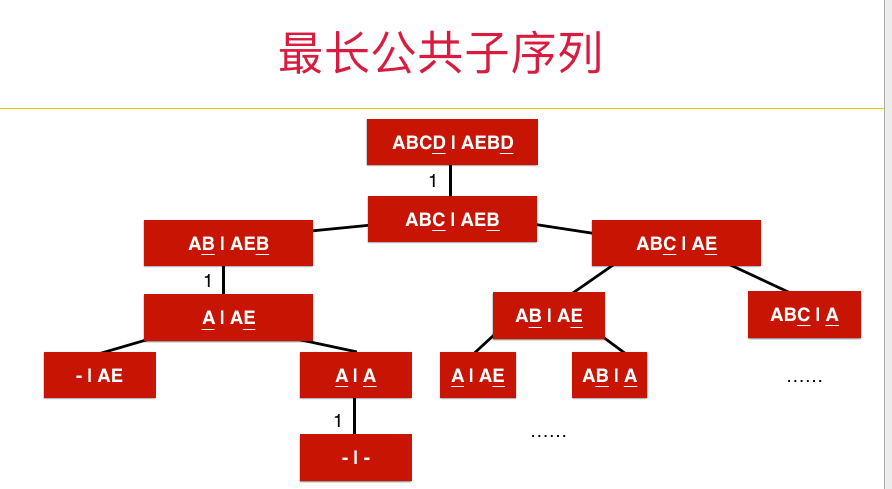 最长公共子序列
ABCD | AEBD
1
ABC | AEB
AB | AEB
ABC | AE
1
A | AE
AB | AE
ABC | A
- | AE
A | A
A | AE
AB | A
......
1
......
- | -